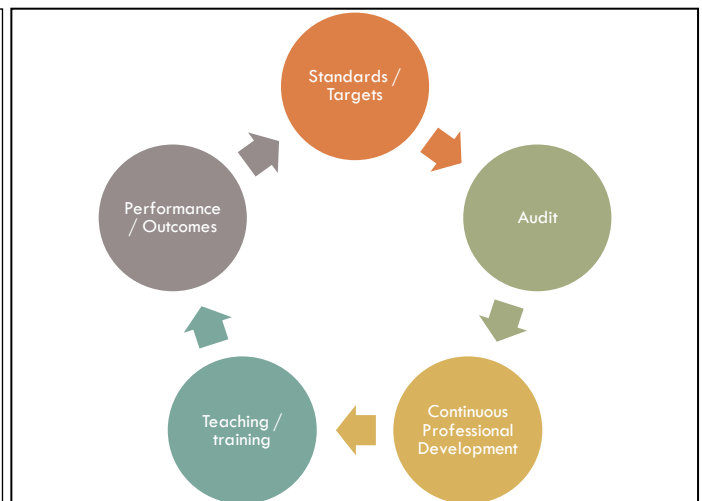 Standards /
Targets
Audit
Continuous
Professional
Development
Teaching /
training
Performance
/ Outcomes